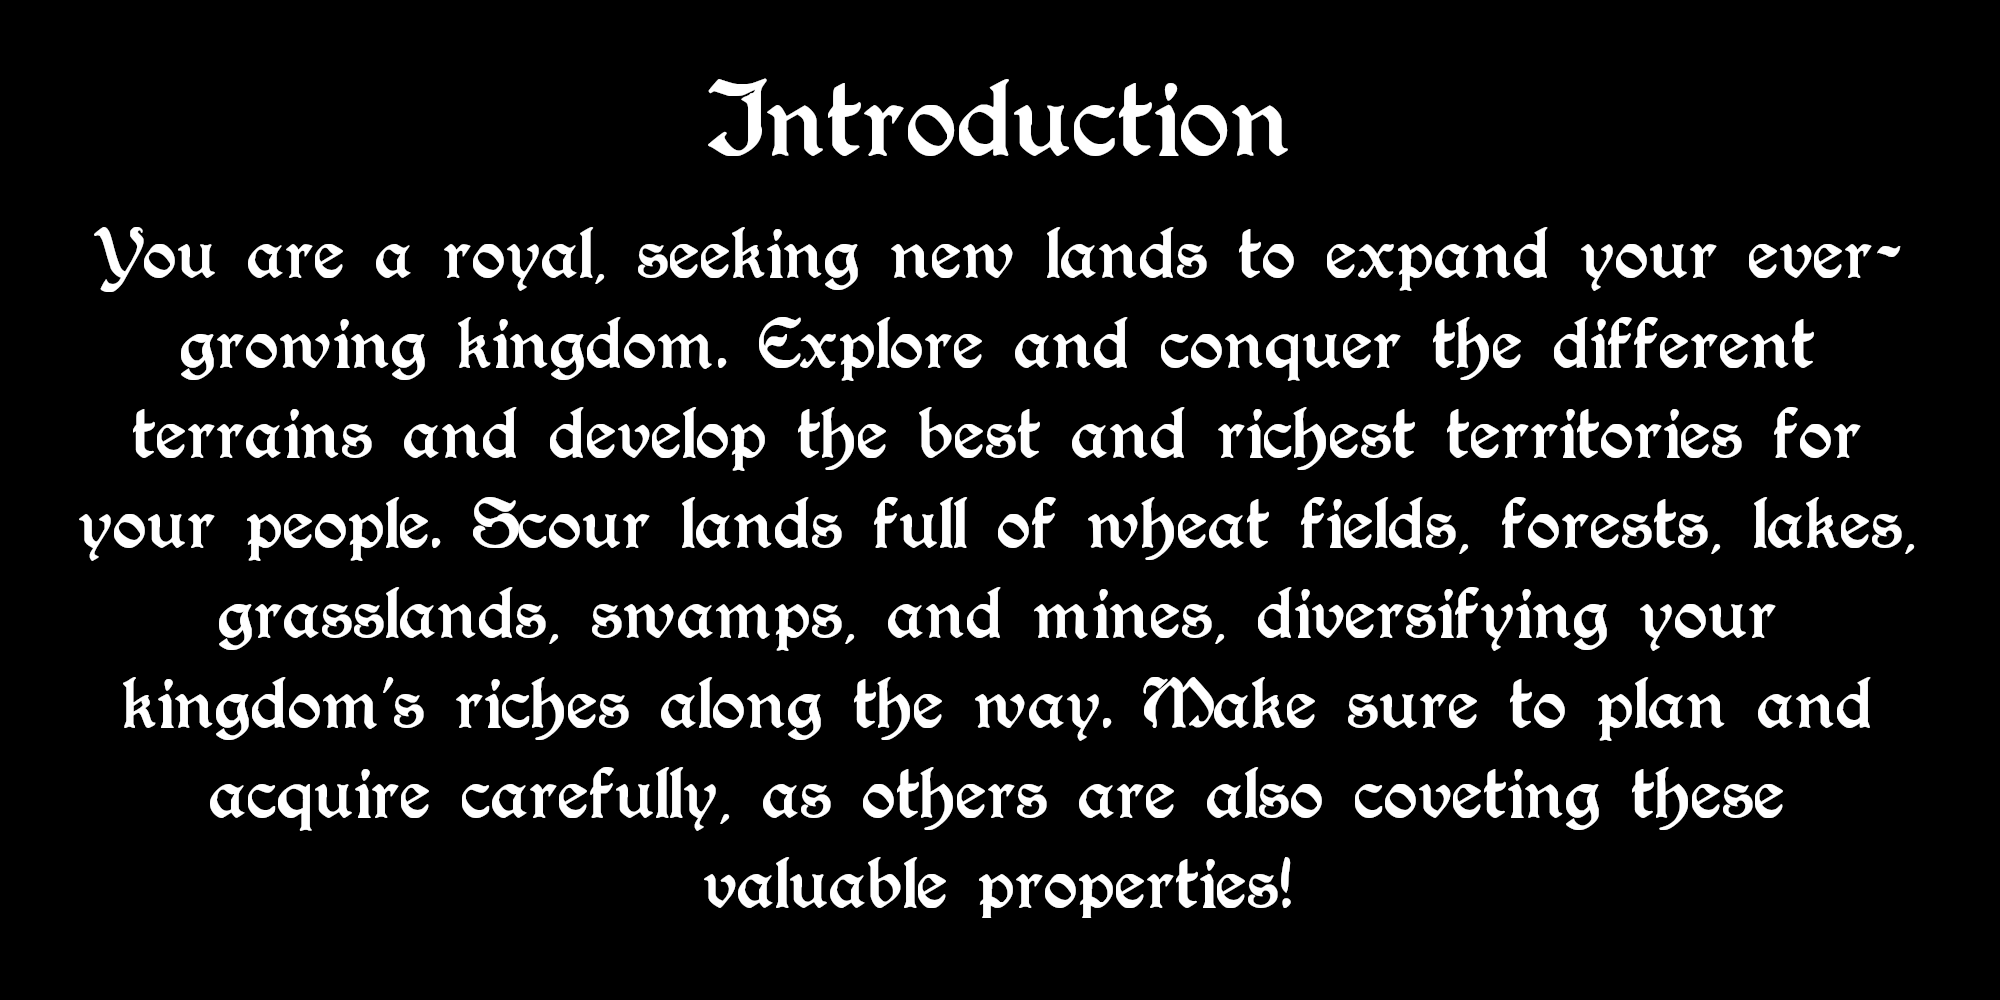 Introduction
You are a royal, seeking new lands to expand your ever-
growing kingdom. Explore and conquer the different
terrains and develop the best and richest territories for
your people. Scour lands full of wheat fields, forests, lakes,
grasslands, swamps, and mines, diversifying your
kingdom's riches along the way. Make sure to plan and
acquire carefully, as others are also coveting these
valuable properties!